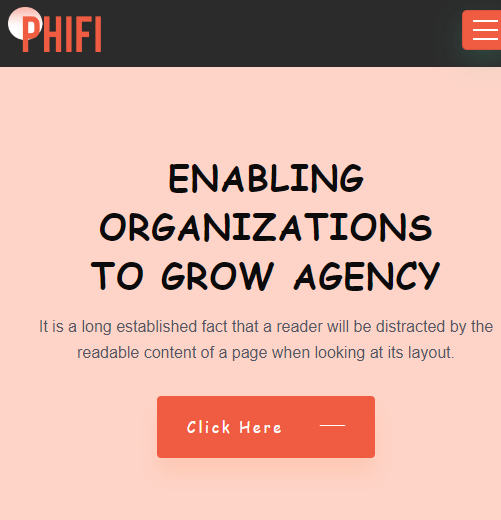 PHIFI
ENABLING
ORGANIZATIONS
TO GROW AGENCY
It is a long established fact that a reader will be distracted by the
readable content of a page when looking at its layout.
Click Here